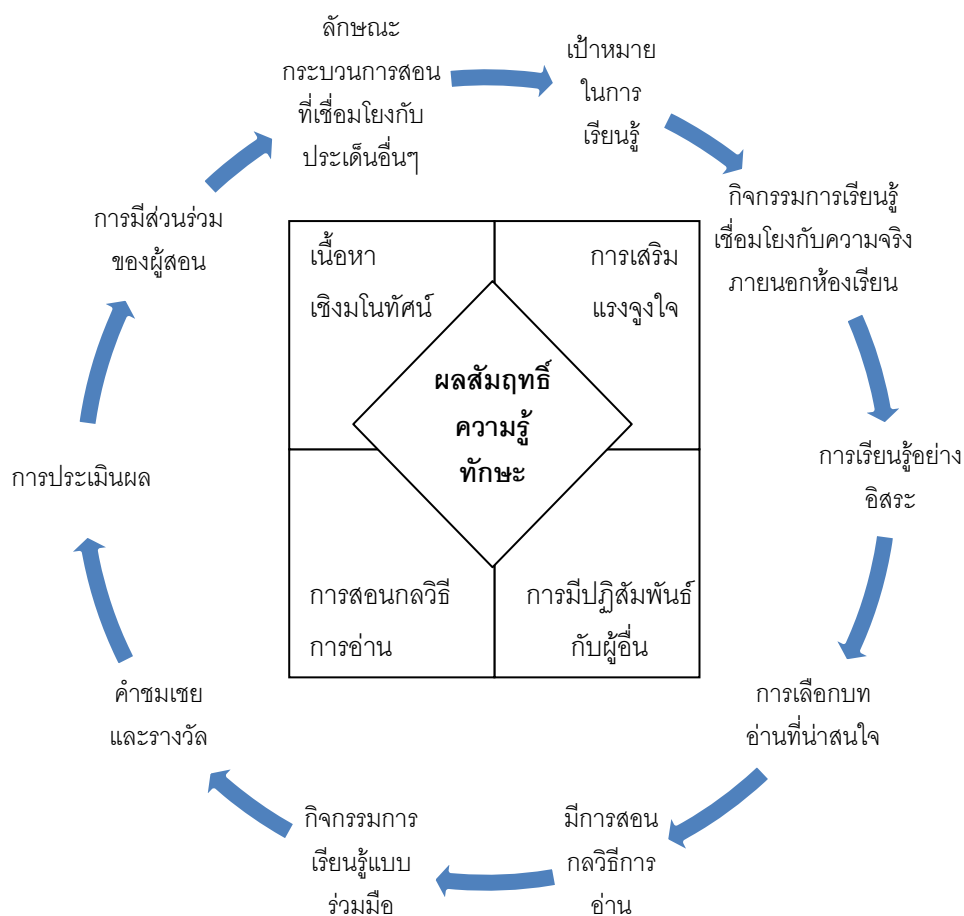 ลักษณะ
กระบวนการสอน
ที่เชื่อมโยงกับ
ประเด็นอื่นๆ
เป้าหมาย
ในการ
เรียนรู้
กิจกรรมการเรียนรู้
เชื่อมโยงกับความจริง
ภายนอกห้องเรียน
การเรียนรู้อย่าง
อิสระ
การเลือกบท
อ่านที่น่าสนใจ
มีการสอน
กลวิธีการ
อ่าน
กิจกรรมการ
เรียนรู้แบบ
ร่วมมือ
คำชมเชย
และรางวัล
การประเมินผล
การมีส่วนร่วม
ของผู้สอน
เนื้อหา
เชิงมโนทัศน์
การเสริม
แรงจูงใจ
ผลสัมฤทธิ์
ความรู้
ทักษะ
การสอนกลวิธี
การอ่าน
การมีปฏิสัมพันธ์
กับผู้อื่น